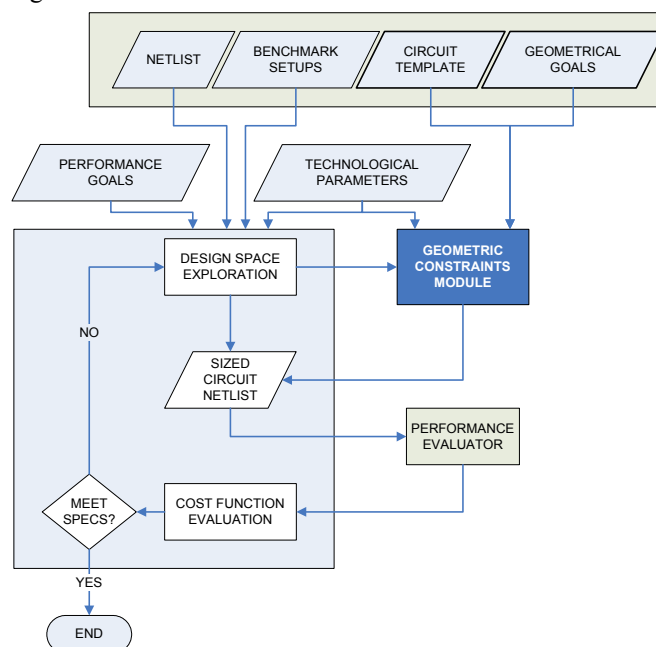 NETLIST
BENCHMARK
SETUPS
CIRCUIT
TEMPLATE
GEOMETRICAL
GOALS
PERFORMANCE
GOALS
TECHNOLOGICAL
PARAMETERS
DESIGN SPACE
EXPLORATION
GEOMETRIC
CONSTRAINTS
MODULE
NO
SIZED
CIRCUIT
NETLIST
PERFORMANCE
EVALUATOR
MEET
SPECS?
COST FUNCTION
EVALUATION
YES
END